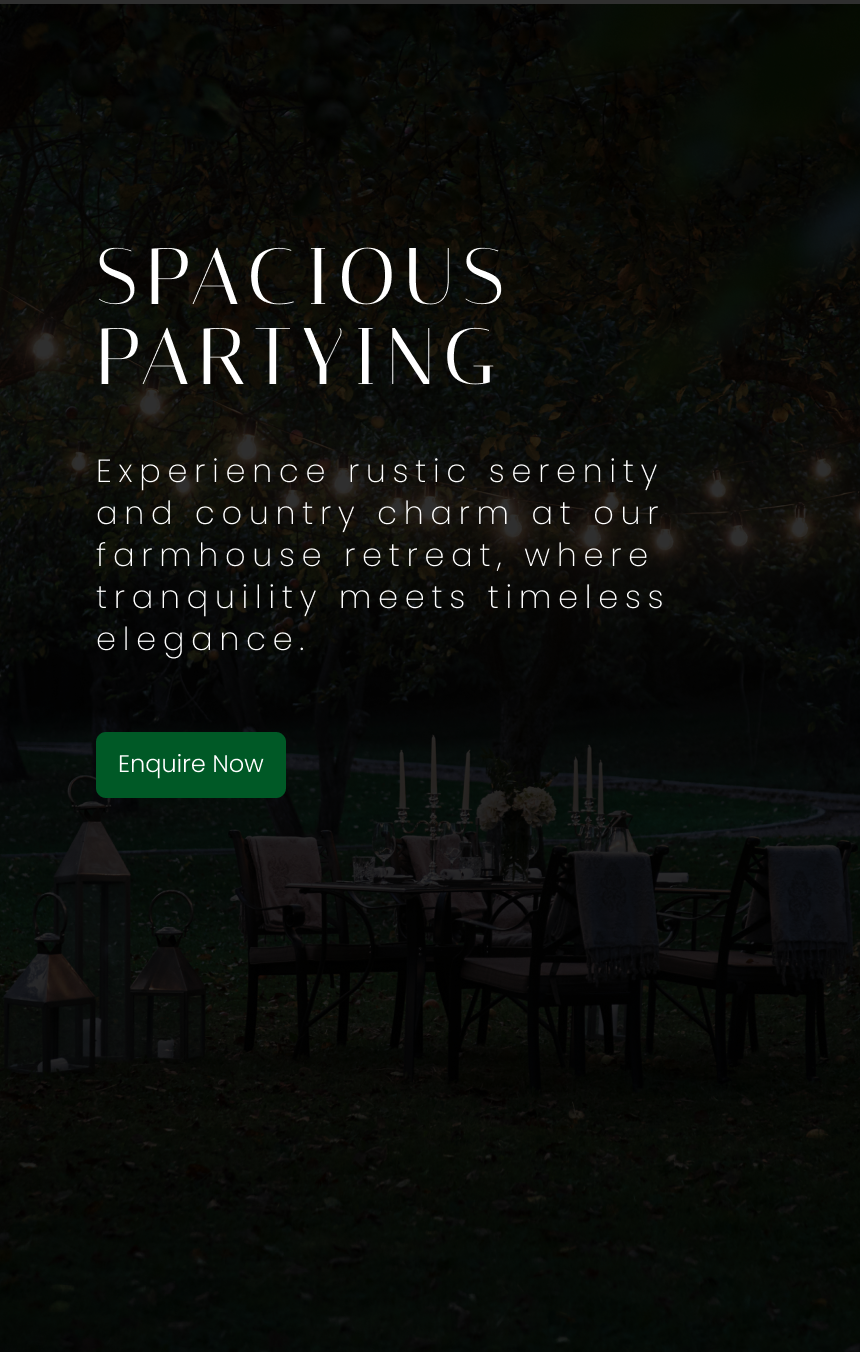 SPACIOUS
PARTYING
Experience rustic serenity
and country charm at our
farmhouse retreat, where
tranquility meets timeless
elegance.
Enquire Now